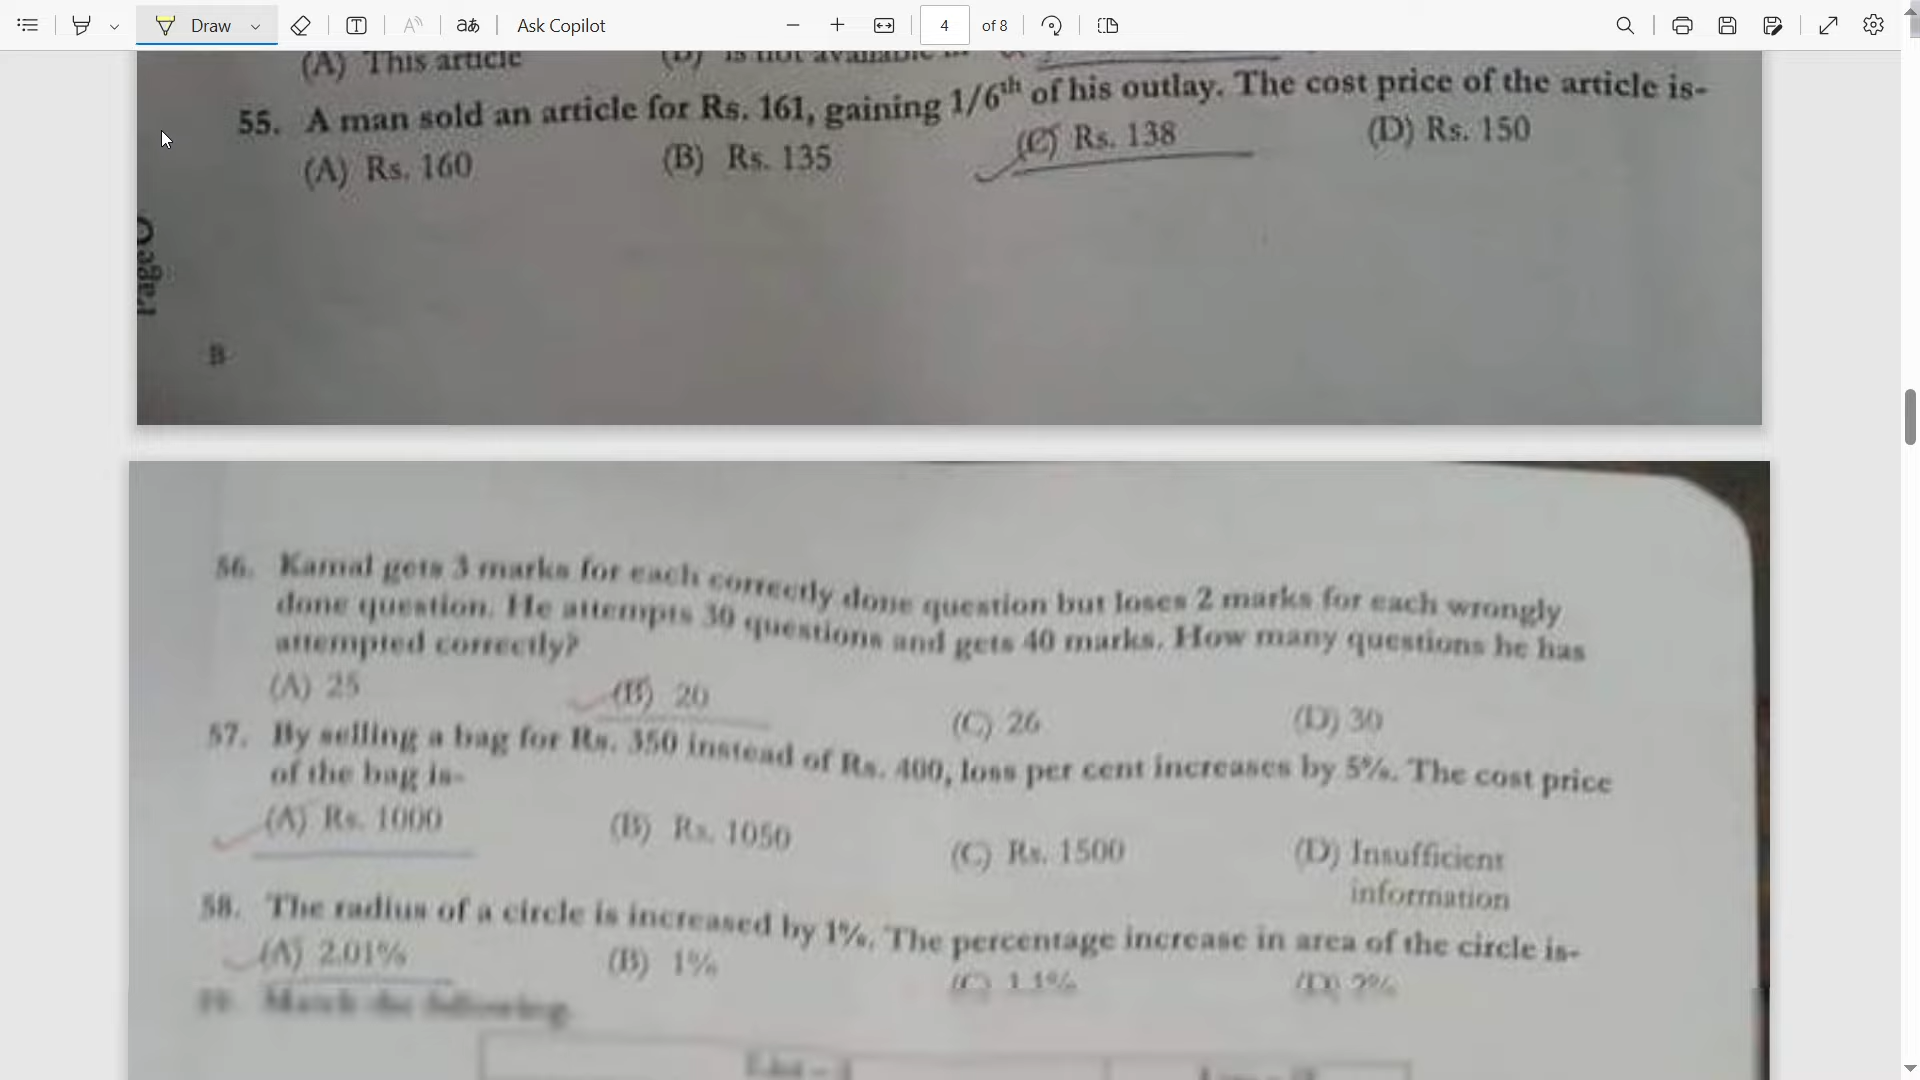 Draw
Ask Copilot
4 of 8
(A) This article
55. A man sold an article for Rs. 161, gaining 1/6th of his outlay. The cost price of the article is-
(A) Rs. 160 (B) Rs. 135 (C) Rs. 138 (D) Rs. 150
B
56. Kamal gets 3 marks for each correctly done question but loses 2 marks for each wrongly
done question. He attempts 30 questions and gets 40 marks. How many questions he has
attempted correctly?
(A) 25 (B) 20 (C) 26 (D) 30
57. By selling a bag for Rs. 350 instead of Rs. 400, loss per cent increases by 5%. The cost price
of the bag is-
(A) Rs. 1000 (B) Rs. 1050 (C) Rs. 1500 (D) Insufficient
information
58. The radius of a circle is increased by 1%. The percentage increase in area of the circle is-
(A) 2.01% (B) 1% (C) 1.1% (D) 2%
Match the following